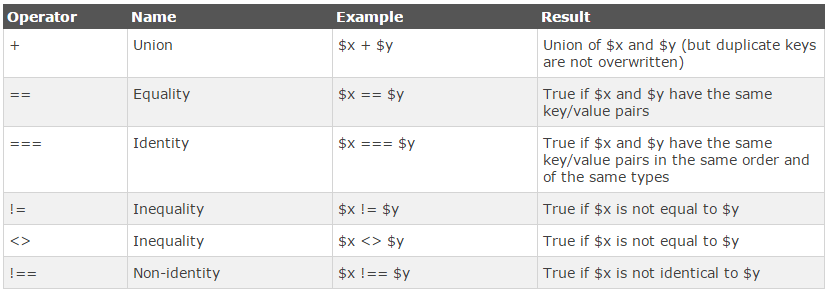 Operator Name Example Result
+ Union $x + $y Union of $x and $y (but duplicate keys
are not overwritten)
== Equality $x == $y True if $x and $y have the same
key/value pairs
=== Identity $x === $y True if $x and $y have the same
key/value pairs in the same order and
of the same types
!= Inequality $x != $y True if $x is not equal to $y
<> Inequality $x <> $y True if $x is not equal to $y
!== Non-identity $x !== $y True if $x is not identical to $y